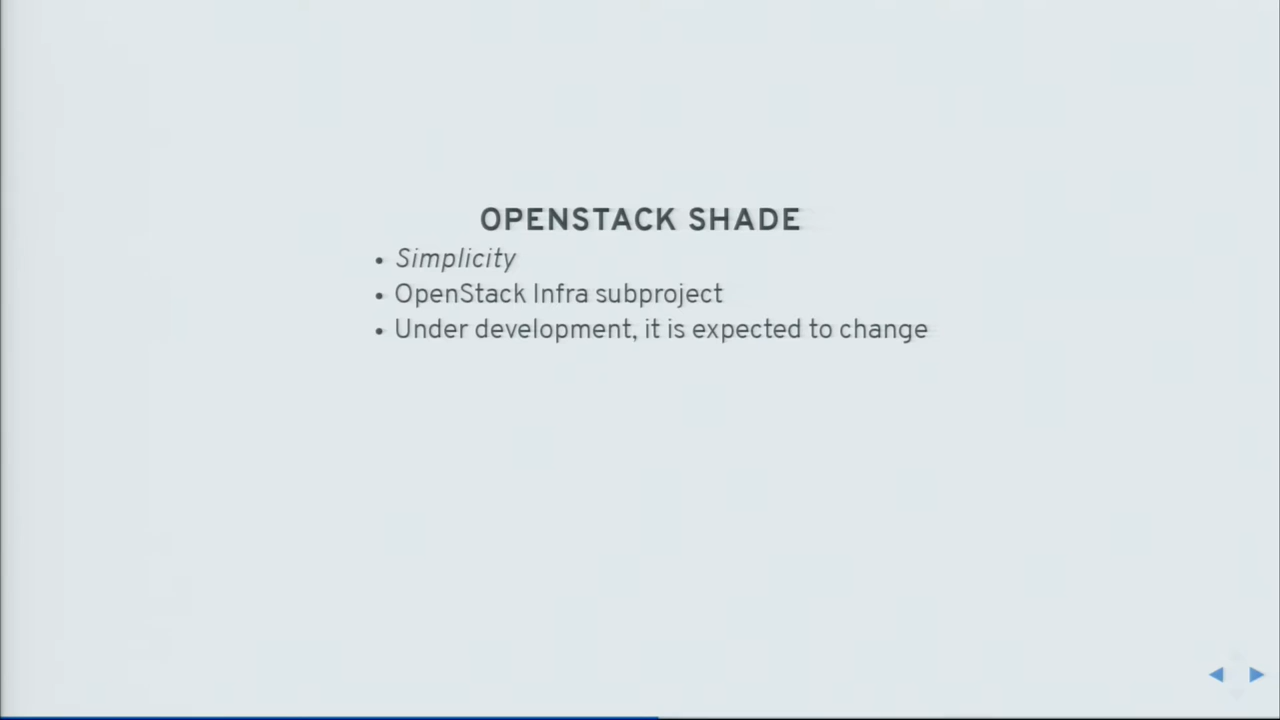 OPENSTACK SHADE
• Simplicity
• OpenStack Infra subproject
• Under development, it is expected to change